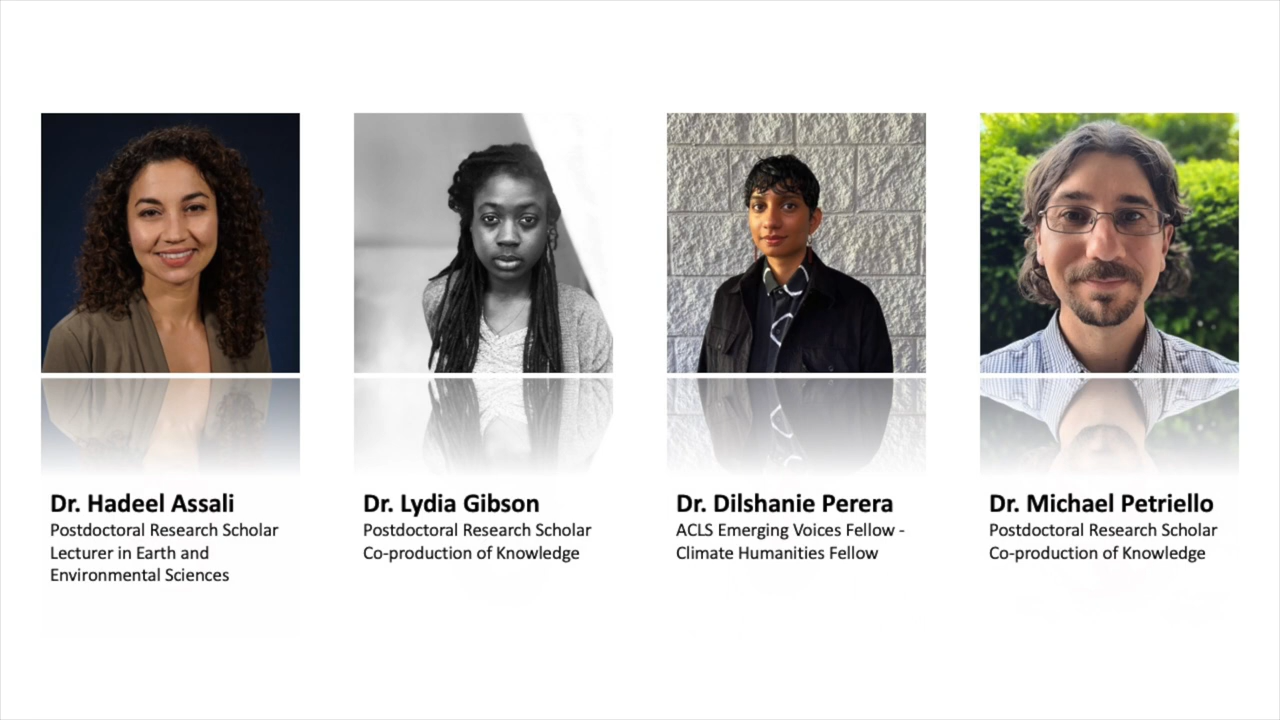 Dr. Hadeel Assali
Postdoctoral Research Scholar
Lecturer in Earth and
Environmental Sciences
Dr. Lydia Gibson
Postdoctoral Research Scholar
Co-production of Knowledge
Dr. Dilshanie Perera
ACLS Emerging Voices Fellow -
Climate Humanities Fellow
Dr. Michael Petriello
Postdoctoral Research Scholar
Co-production of Knowledge